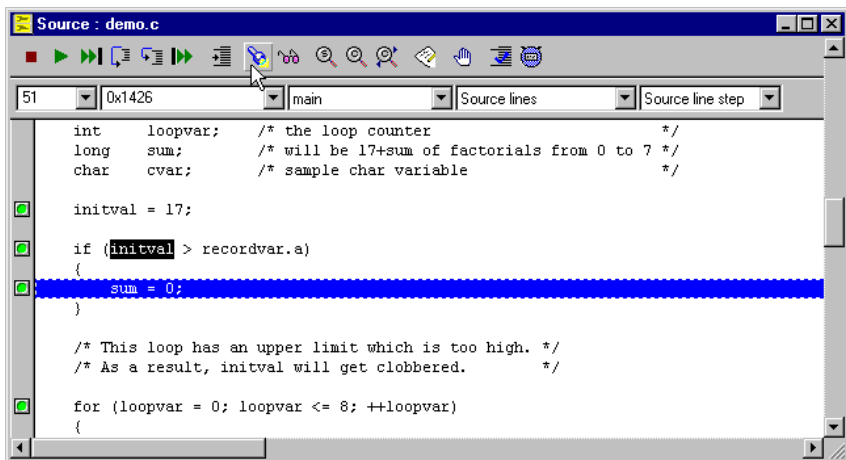 Source : demo.c
51 0x1426 main Source lines Source line step
int loopvar; /* the loop counter */
long sum; /* will be 17+sum of factorials from 0 to 7 */
char cvar; /* sample char variable */
initval = 17;
if (initval > recordvar.a)
{
sum = 0;
}
/* This loop has an upper limit which is too high. */
/* As a result, initval will get clobbered. */
for (loopvar = 0; loopvar <= 8; ++loopvar)
{